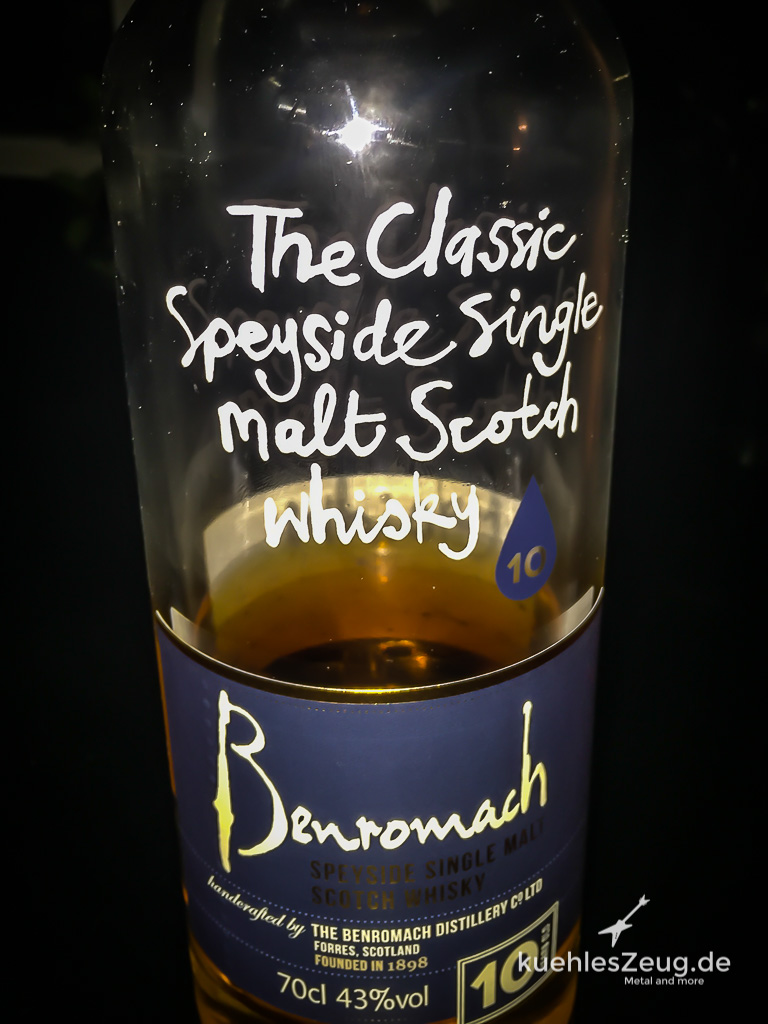 The Classic
Speyside Single
Malt Scotch
whisky
10
Benromach
SPEYSIDE SINGLE MALT
SCOTCH WHISKY
handcrafted by THE BENROMACH DISTILLERY Co LTD
FORRES, SCOTLAND
FOUNDED IN 1898
70cl 43%vol
10 YEARS
kuehlesZeug.de
Metal and more